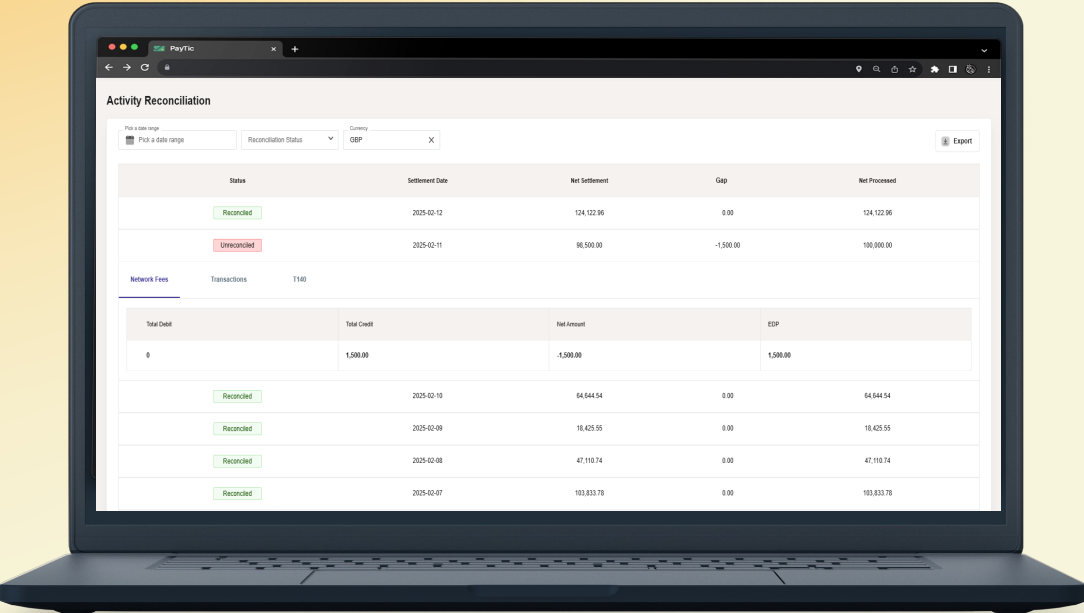 PayTic
Activity Reconciliation
Pick a date range
Currency
Pick a date range Reconciliation Status GBP X Export
Status Settlement Date Net Settlement Gap Net Processed
Reconciled 2025-02-12 124,122.96 0.00 124,122.96
Unreconciled 2025-02-11 98,500.00 -1,500.00 100,000.00
Network Fees Transactions T140
Total Debit Total Credit Net Amount EDP
0 1,500.00 -1,500.00 1,500.00
Reconciled 2025-02-10 64,644.54 0.00 64,644.54
Reconciled 2025-02-09 18,425.55 0.00 18,425.55
Reconciled 2025-02-08 47,110.74 0.00 47,110.74
Reconciled 2025-02-07 103,833.78 0.00 103,833.78